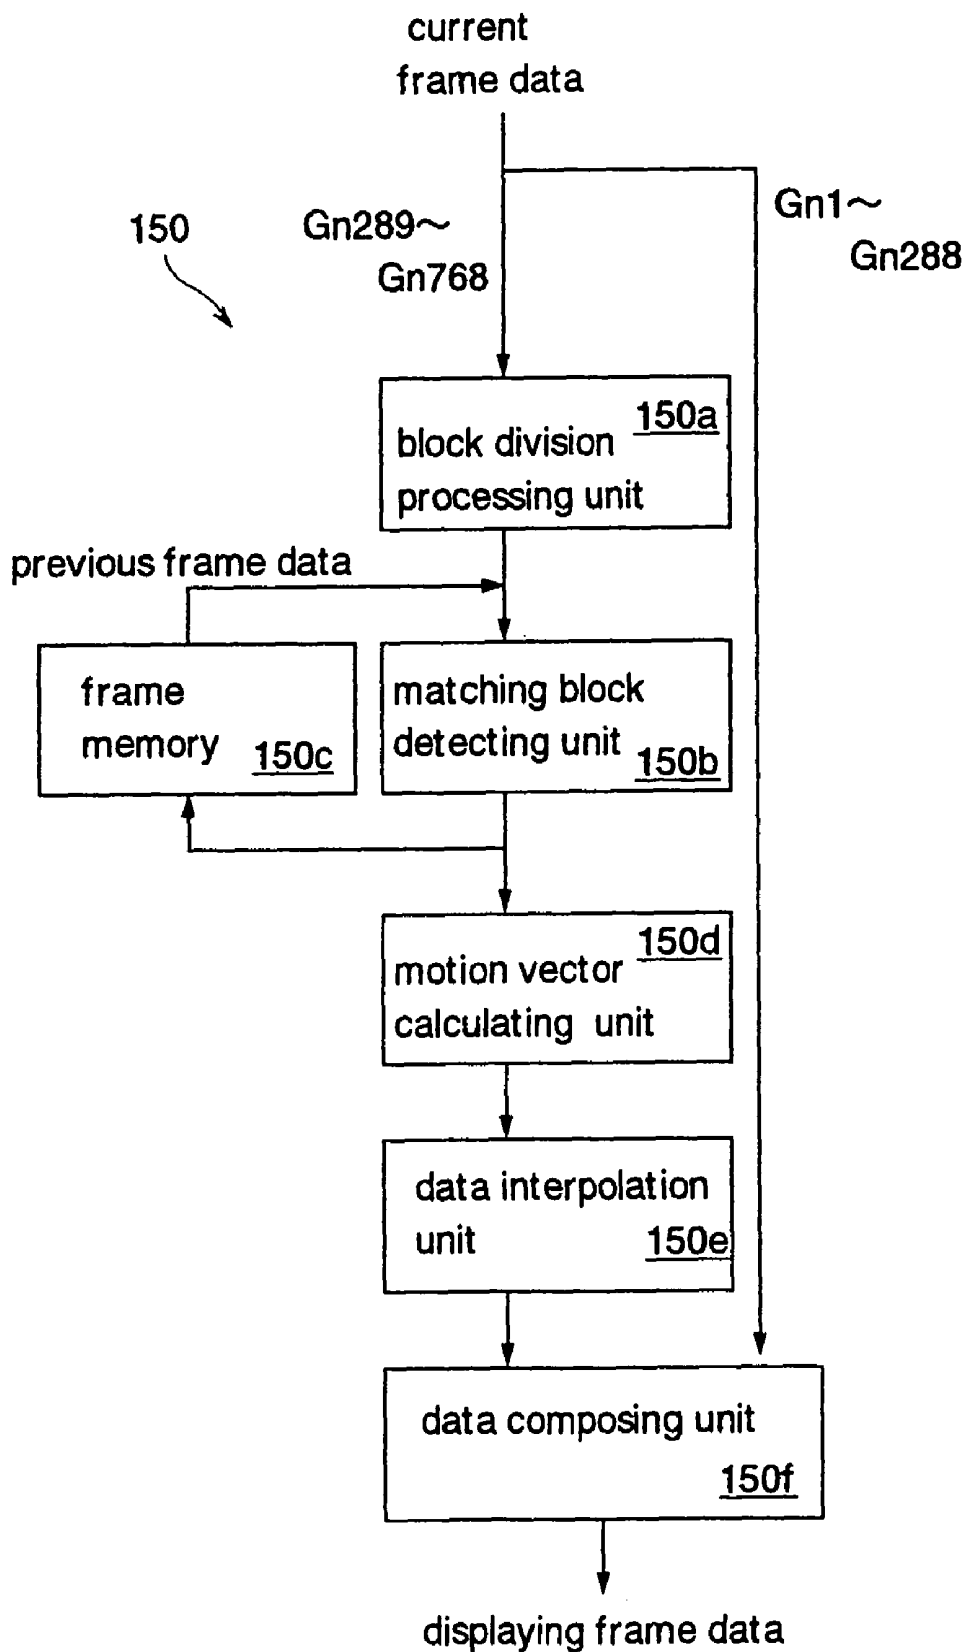 current
frame data
150
Gn289~
Gn768
Gn1~
Gn288
150a
block division
processing unit
previous frame data
frame
memory 150c
matching block
detecting unit 150b
150d
motion vector
calculating unit
data interpolation
unit 150e
data composing unit
150f
displaying frame data